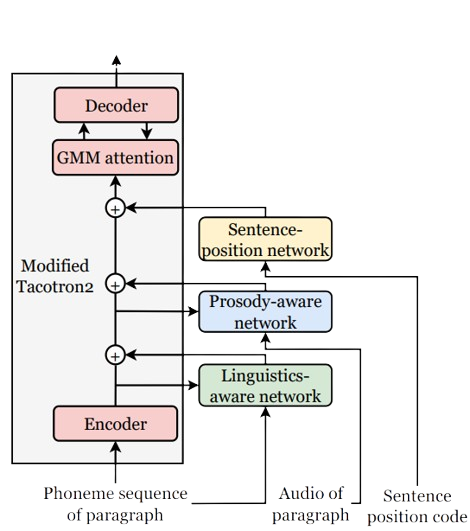 Decoder
GMM attention
+
Sentence-
position network
Modified
Tacotron2
+
Prosody-aware
network
+
Linguistics-
aware network
Encoder
Phoneme sequence
of paragraph
Audio of
paragraph
Sentence
position code